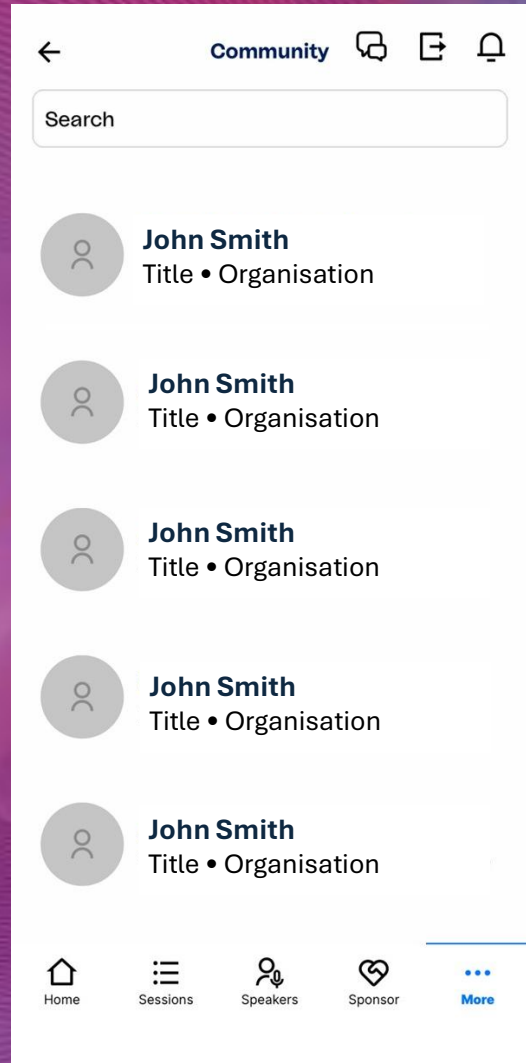 Community
Search
John Smith
Title • Organisation
John Smith
Title • Organisation
John Smith
Title • Organisation
John Smith
Title • Organisation
John Smith
Title • Organisation
Home Sessions Speakers Sponsor More